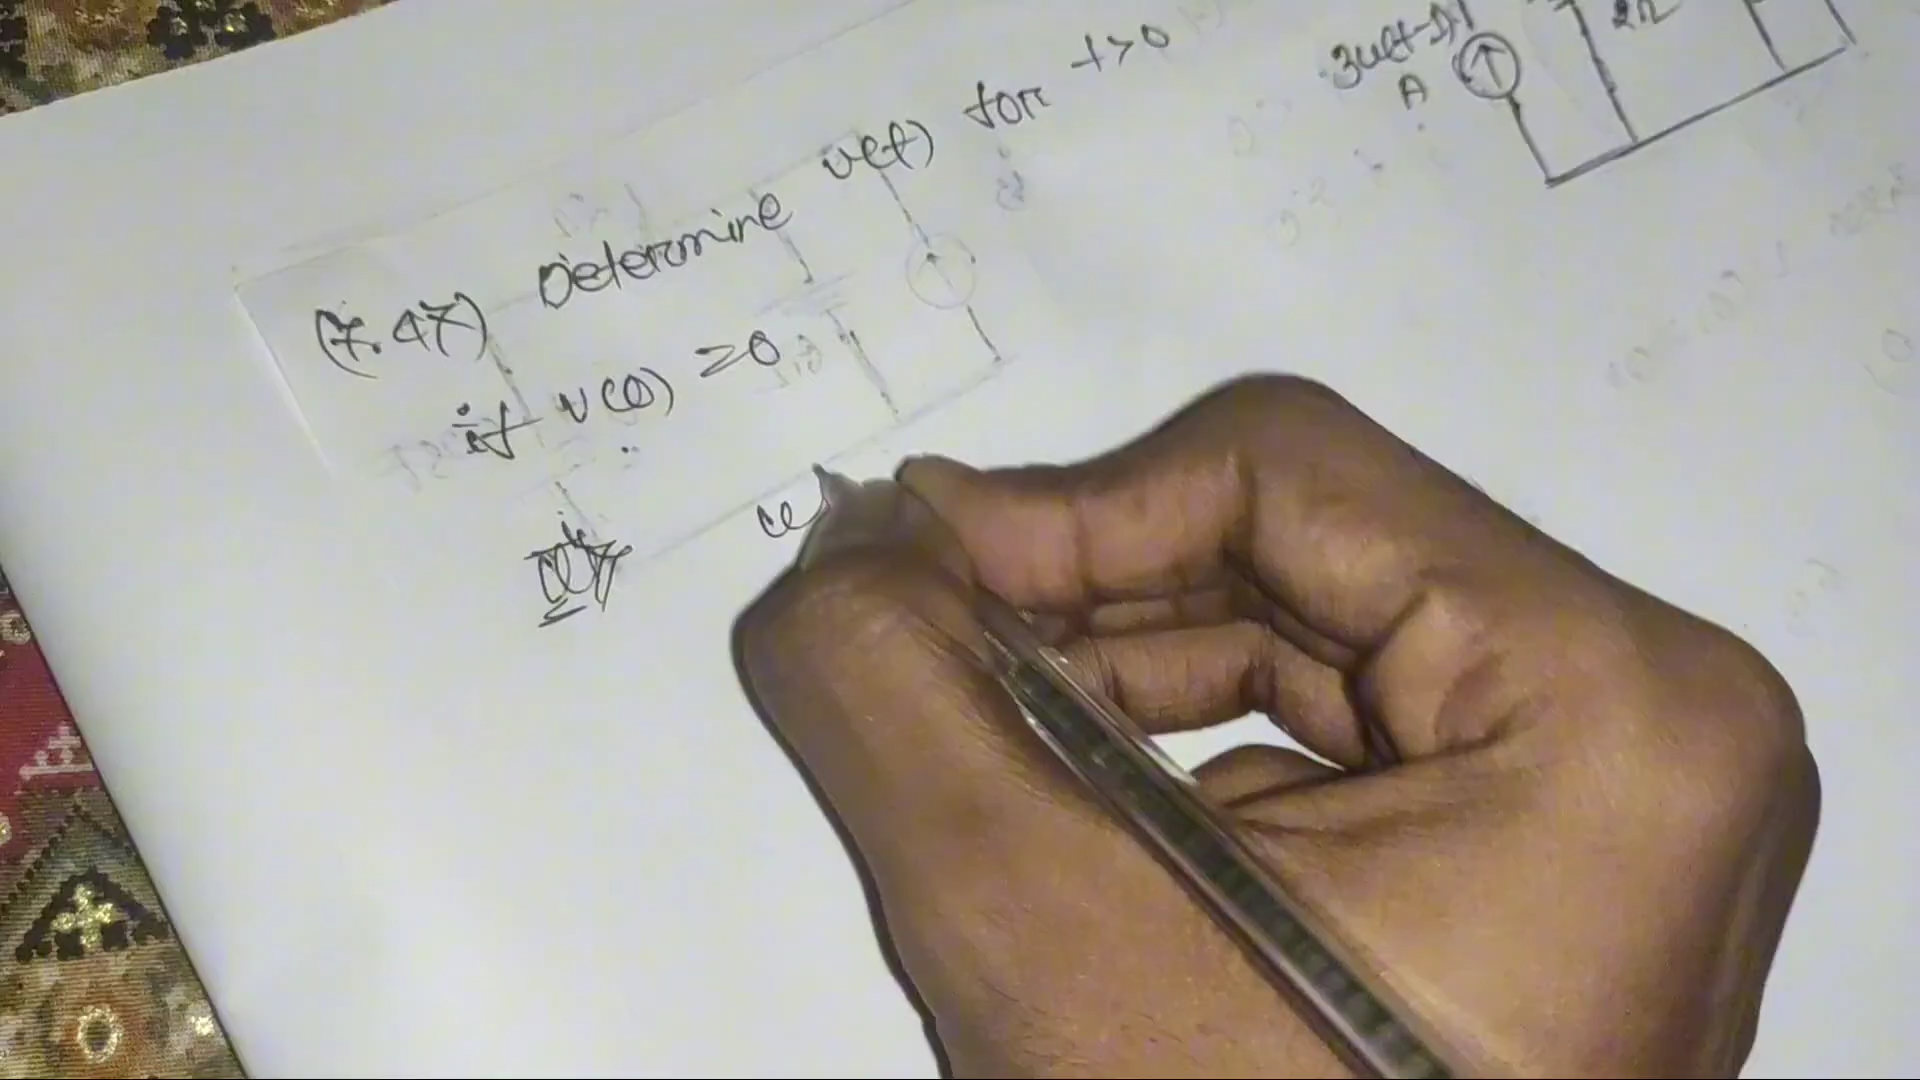 (7.47) Determine v(t) for t>0
if v(0) =0
3u(t-1)
A
2Ω